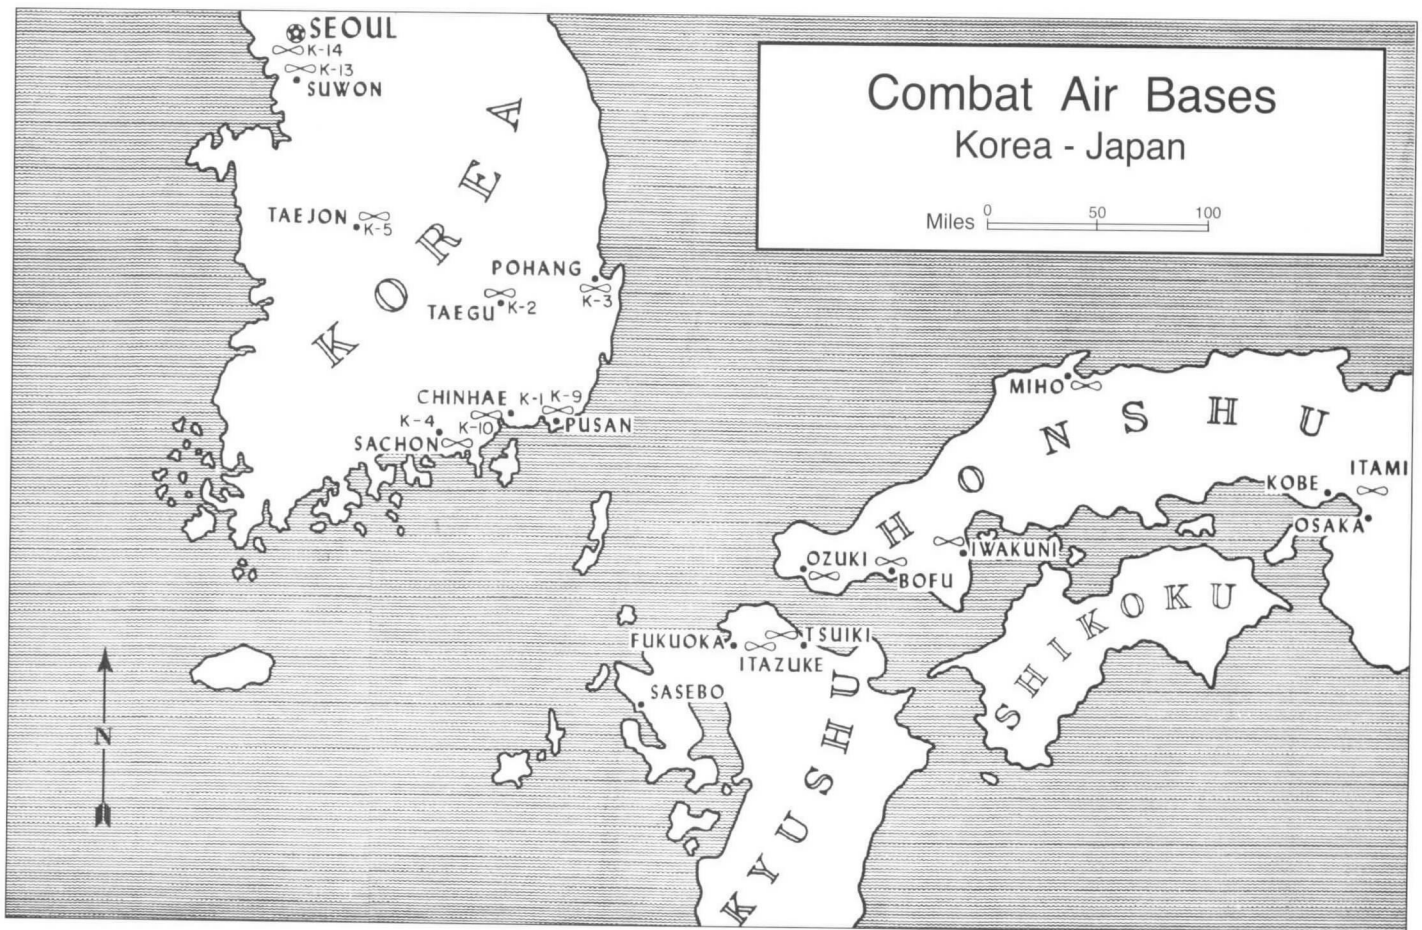 SEOUL
K-14
K-13
SUWON
Combat Air Bases
Korea - Japan
Miles 0 50 100
KOREA
TAEJON
K-5
POHANG
K-3
TAEGU
K-2
CHINHAE K-1 K-9
K-4 K-10 PUSAN
SACHON
MIHO
HONSHU
ITAMI
KOBE
OSAKA
IWAKUNI
OZUKI
BOFU
SHIKOKU
FUKUOKA
TSUIKI
ITAZUKE
SASEBO
KYUSHU
N